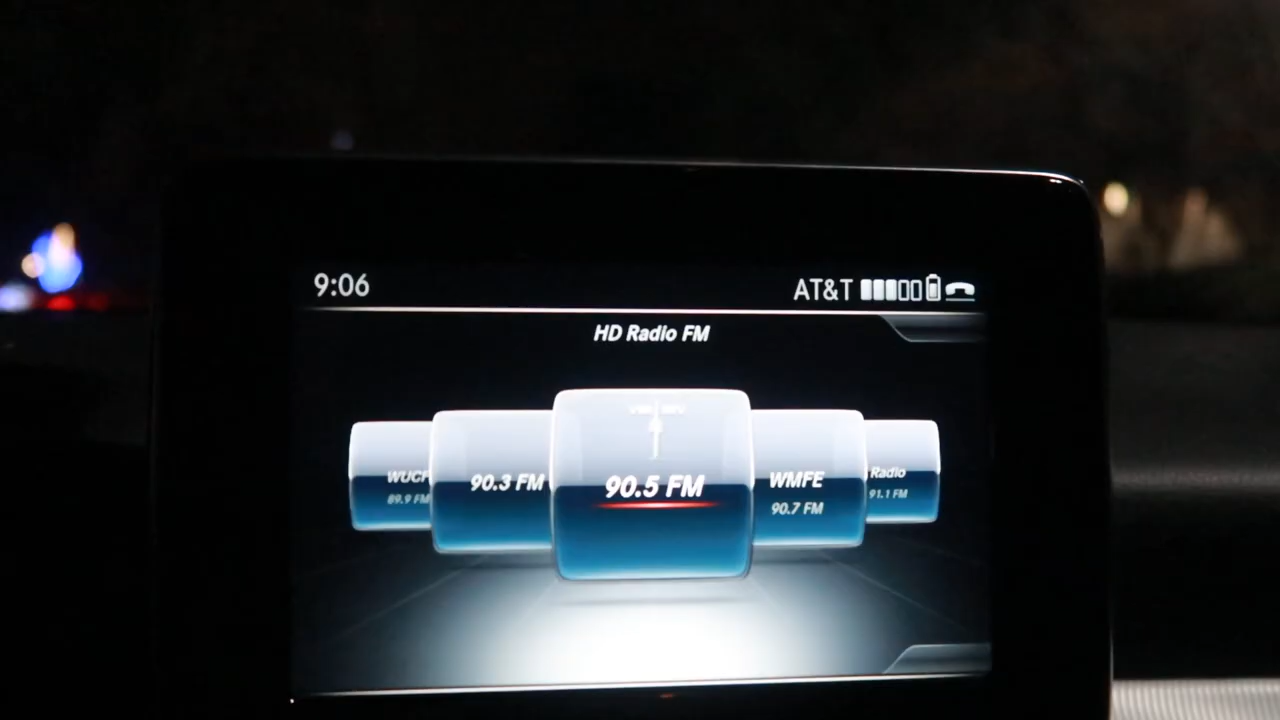 9:06
AT&T
HD Radio FM
WUCF
89.9 FM
90.3 FM
90.5 FM
WMFE
90.7 FM
Radio
91.1 FM